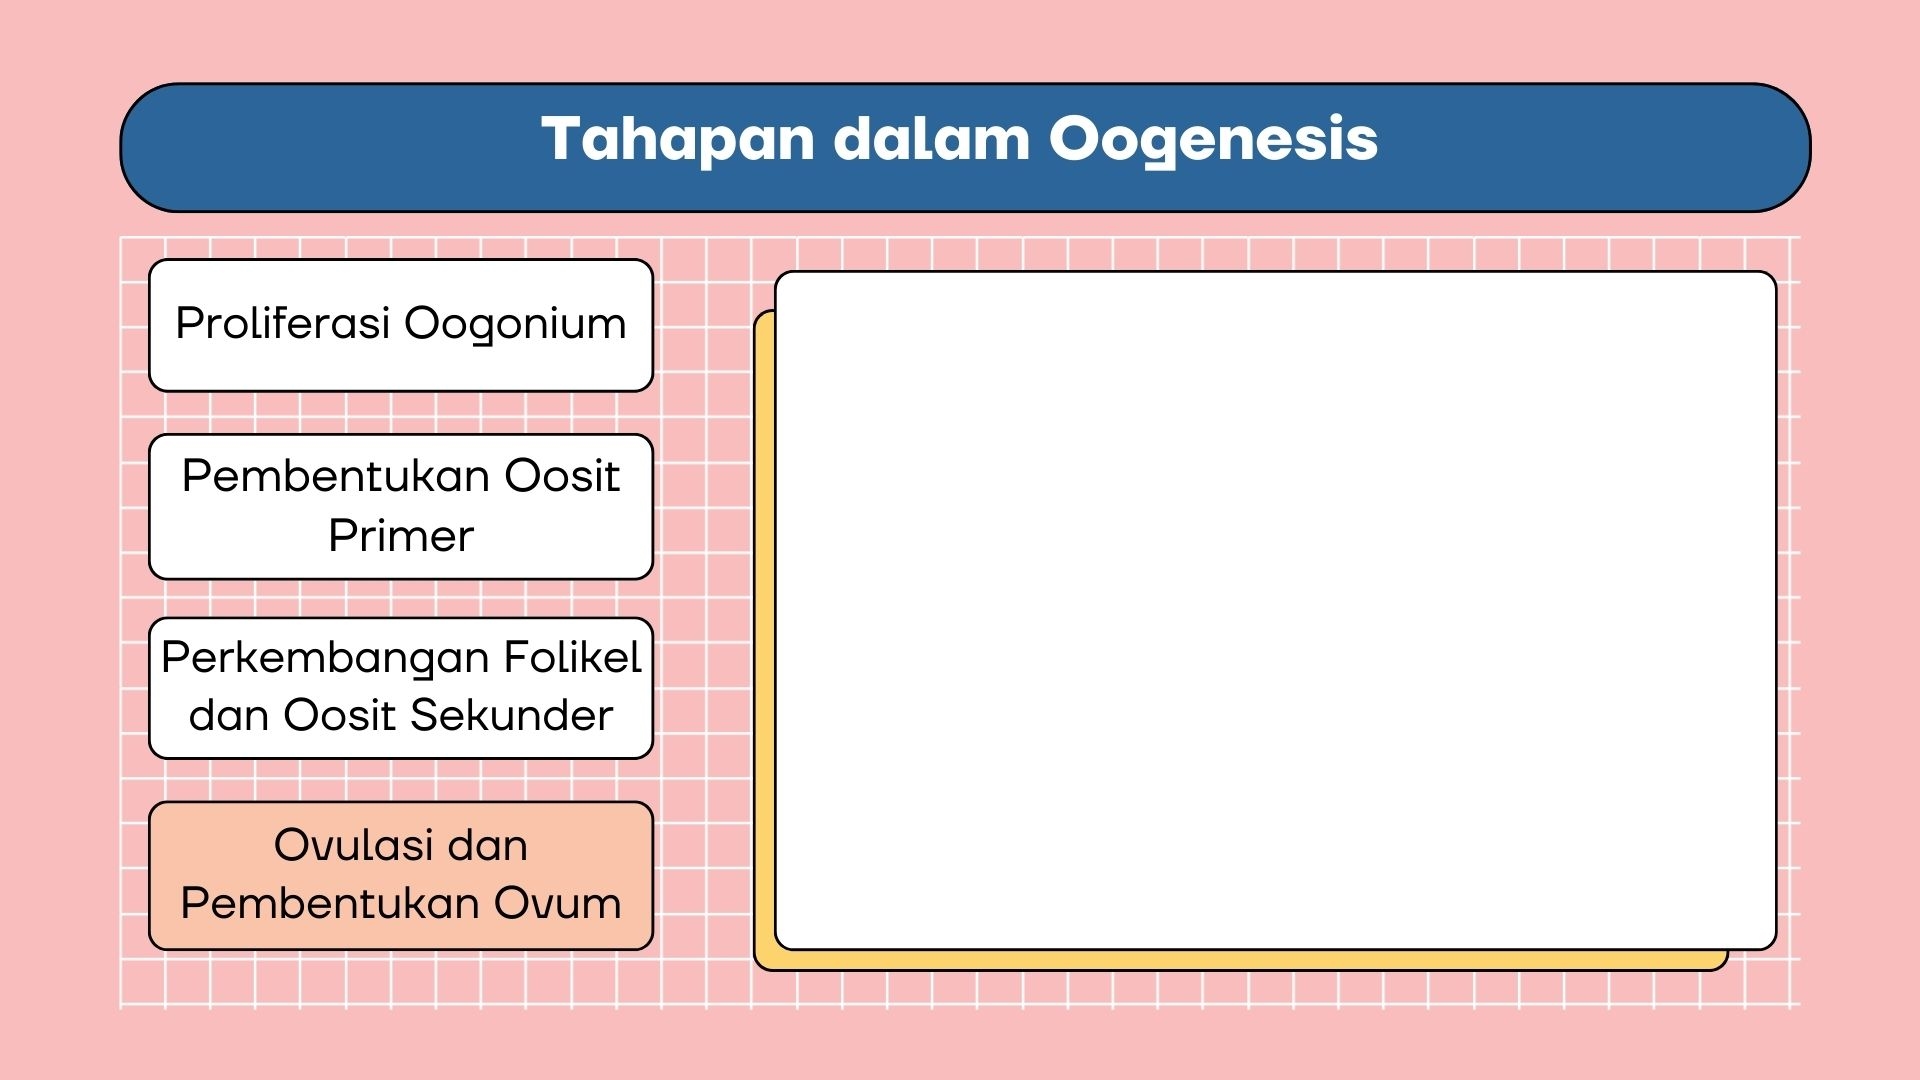 Tahapan dalam Oogenesis
Proliferasi Oogonium
Pembentukan Oosit
Primer
Perkembangan Folikel
dan Oosit Sekunder
Ovulasi dan
Pembentukan Ovum